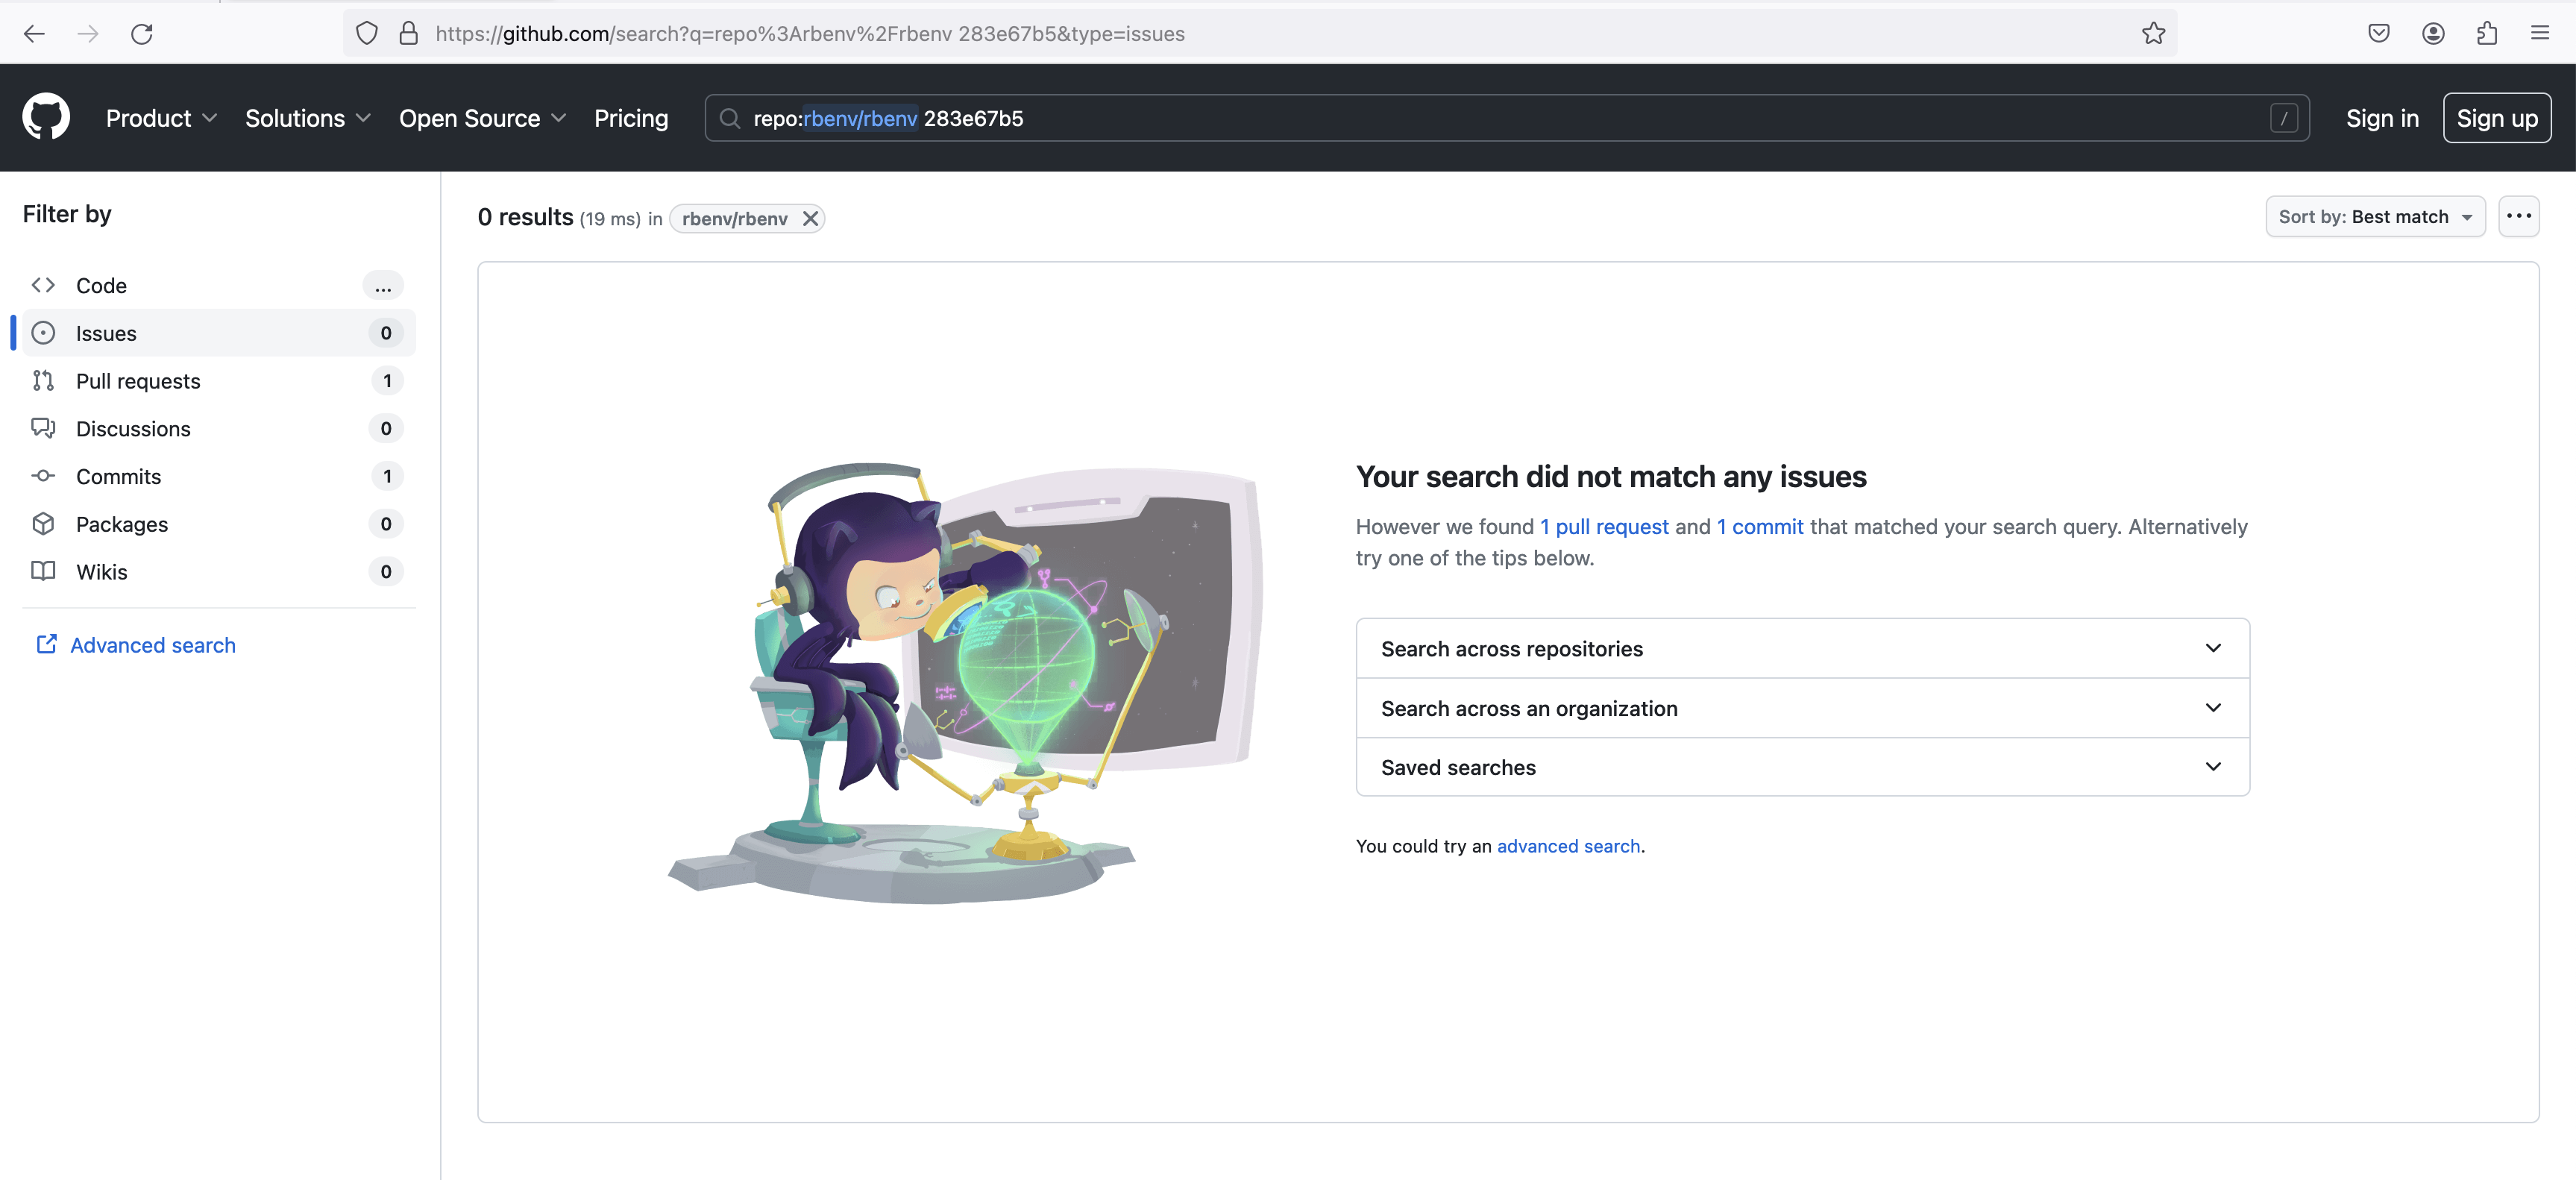 https://github.com/search?q=repo%3Arbenv%2Frbenv 283e67b5&type=issues
Product
Solutions
Open Source
Pricing
repo:rbenv/rbenv 283e67b5
/
Sign in
Sign up
Filter by
Code ...
Issues 0
Pull requests 1
Discussions 0
Commits 1
Packages 0
Wikis 0
Advanced search
0 results (19 ms) in rbenv/rbenv
Sort by: Best match
Your search did not match any issues
However we found 1 pull request and 1 commit that matched your search query. Alternatively
try one of the tips below.
Search across repositories
Search across an organization
Saved searches
You could try an advanced search.